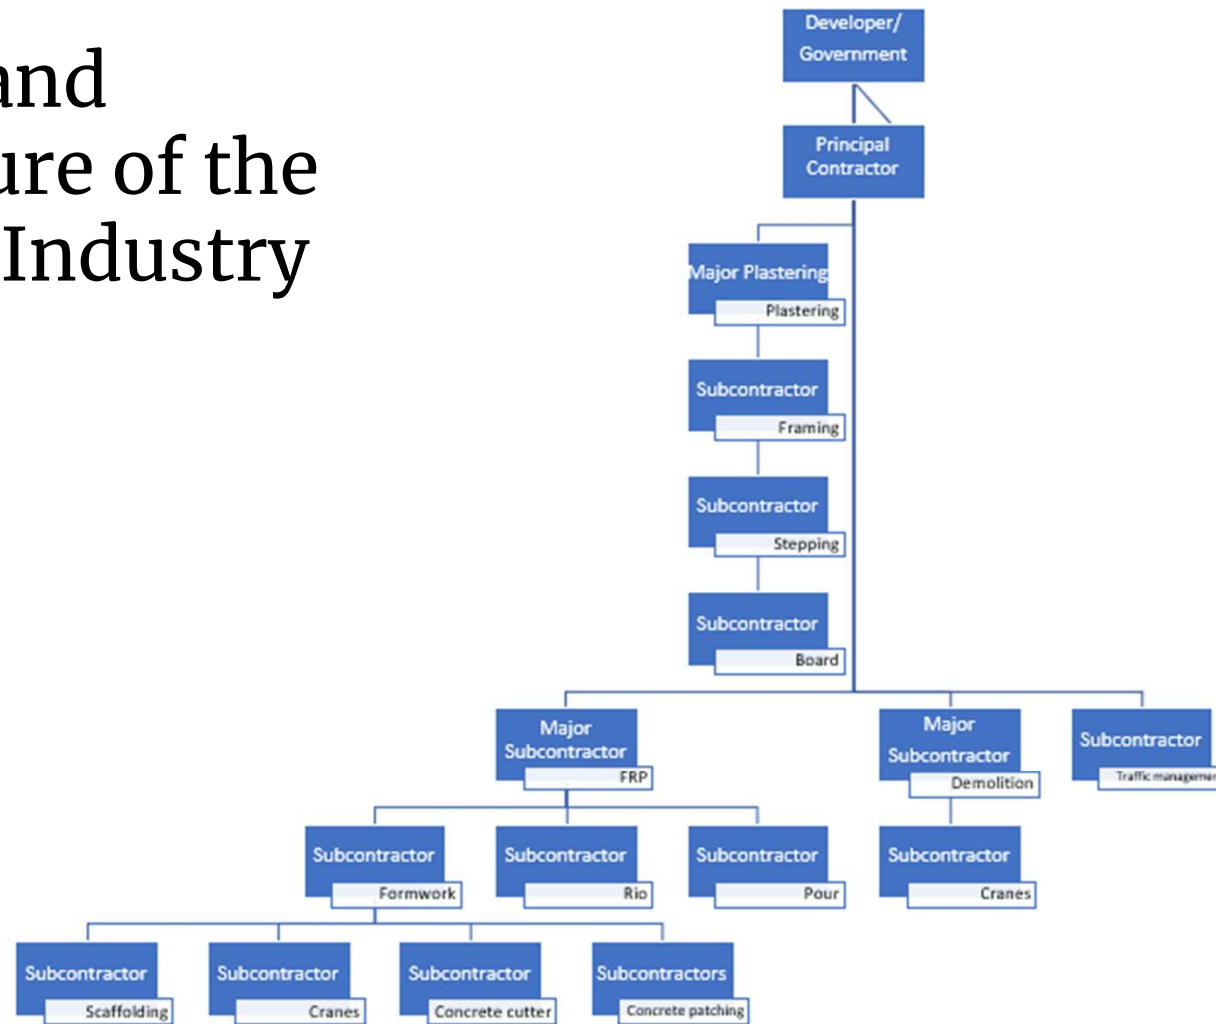 and
ure of the
Industry
Developer/
Government
Principal
Contractor
Major Plastering
Plastering
Subcontractor
Framing
Subcontractor
Stepping
Subcontractor
Board
Major
Subcontractor
FRP
Major
Subcontractor
Demolition
Subcontractor
Traffic managemen
Subcontractor
Formwork
Subcontractor
Rio
Subcontractor
Pour
Subcontractor
Cranes
Subcontractor
Scaffolding
Subcontractor
Cranes
Subcontractor
Concrete cutter
Subcontractors
Concrete patching